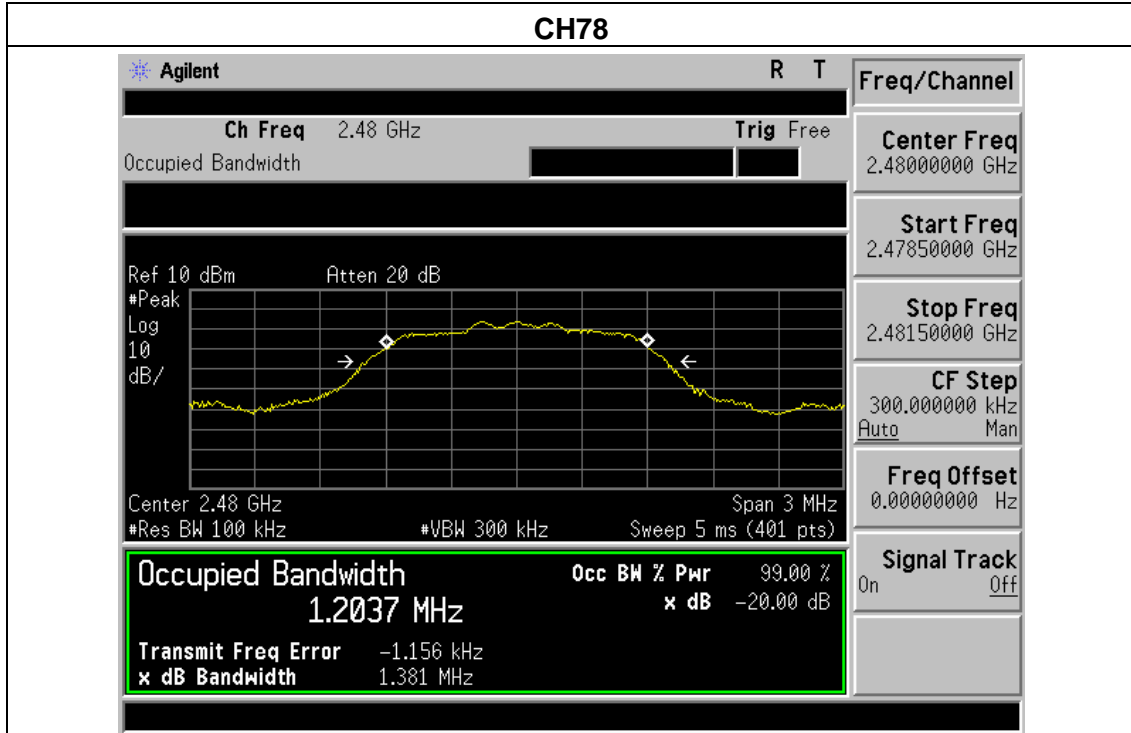 CH78
Agilent R T
Freq/Channel
Ch Freq 2.48 GHz Trig Free
Occupied Bandwidth
Center Freq
2.48000000 GHz
Start Freq
2.47850000 GHz
Stop Freq
2.48150000 GHz
CF Step
300.000000 kHz
Auto Man
Freq Offset
0.00000000 Hz
Signal Track
On Off
Ref 10 dBm Atten 20 dB
#Peak
Log
10
dB/
Center 2.48 GHz Span 3 MHz
#Res BW 100 kHz #VBW 300 kHz Sweep 5 ms (401 pts)
Occupied Bandwidth Occ BW % Pwr 99.00 %
1.2037 MHz x dB -20.00 dB
Transmit Freq Error -1.156 kHz
x dB Bandwidth 1.381 MHz